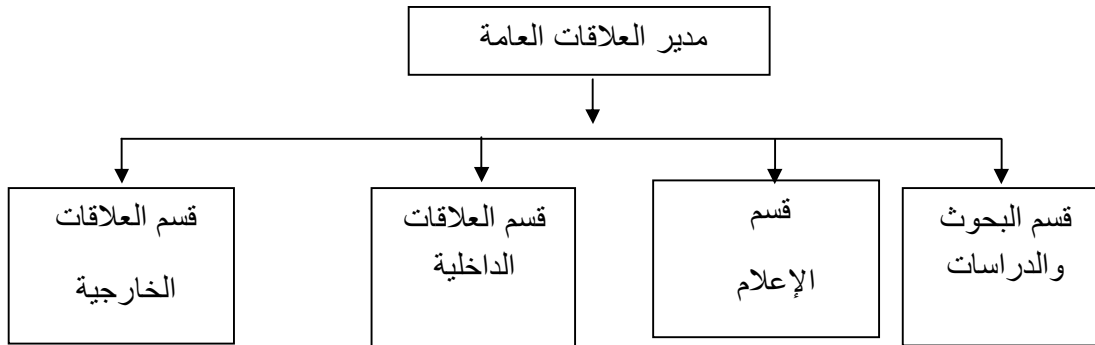 مدير العلاقات العامة
قسم البحوث
والدراسات
قسم
الإعلام
قسم العلاقات
الداخلية
قسم العلاقات
الخارجية